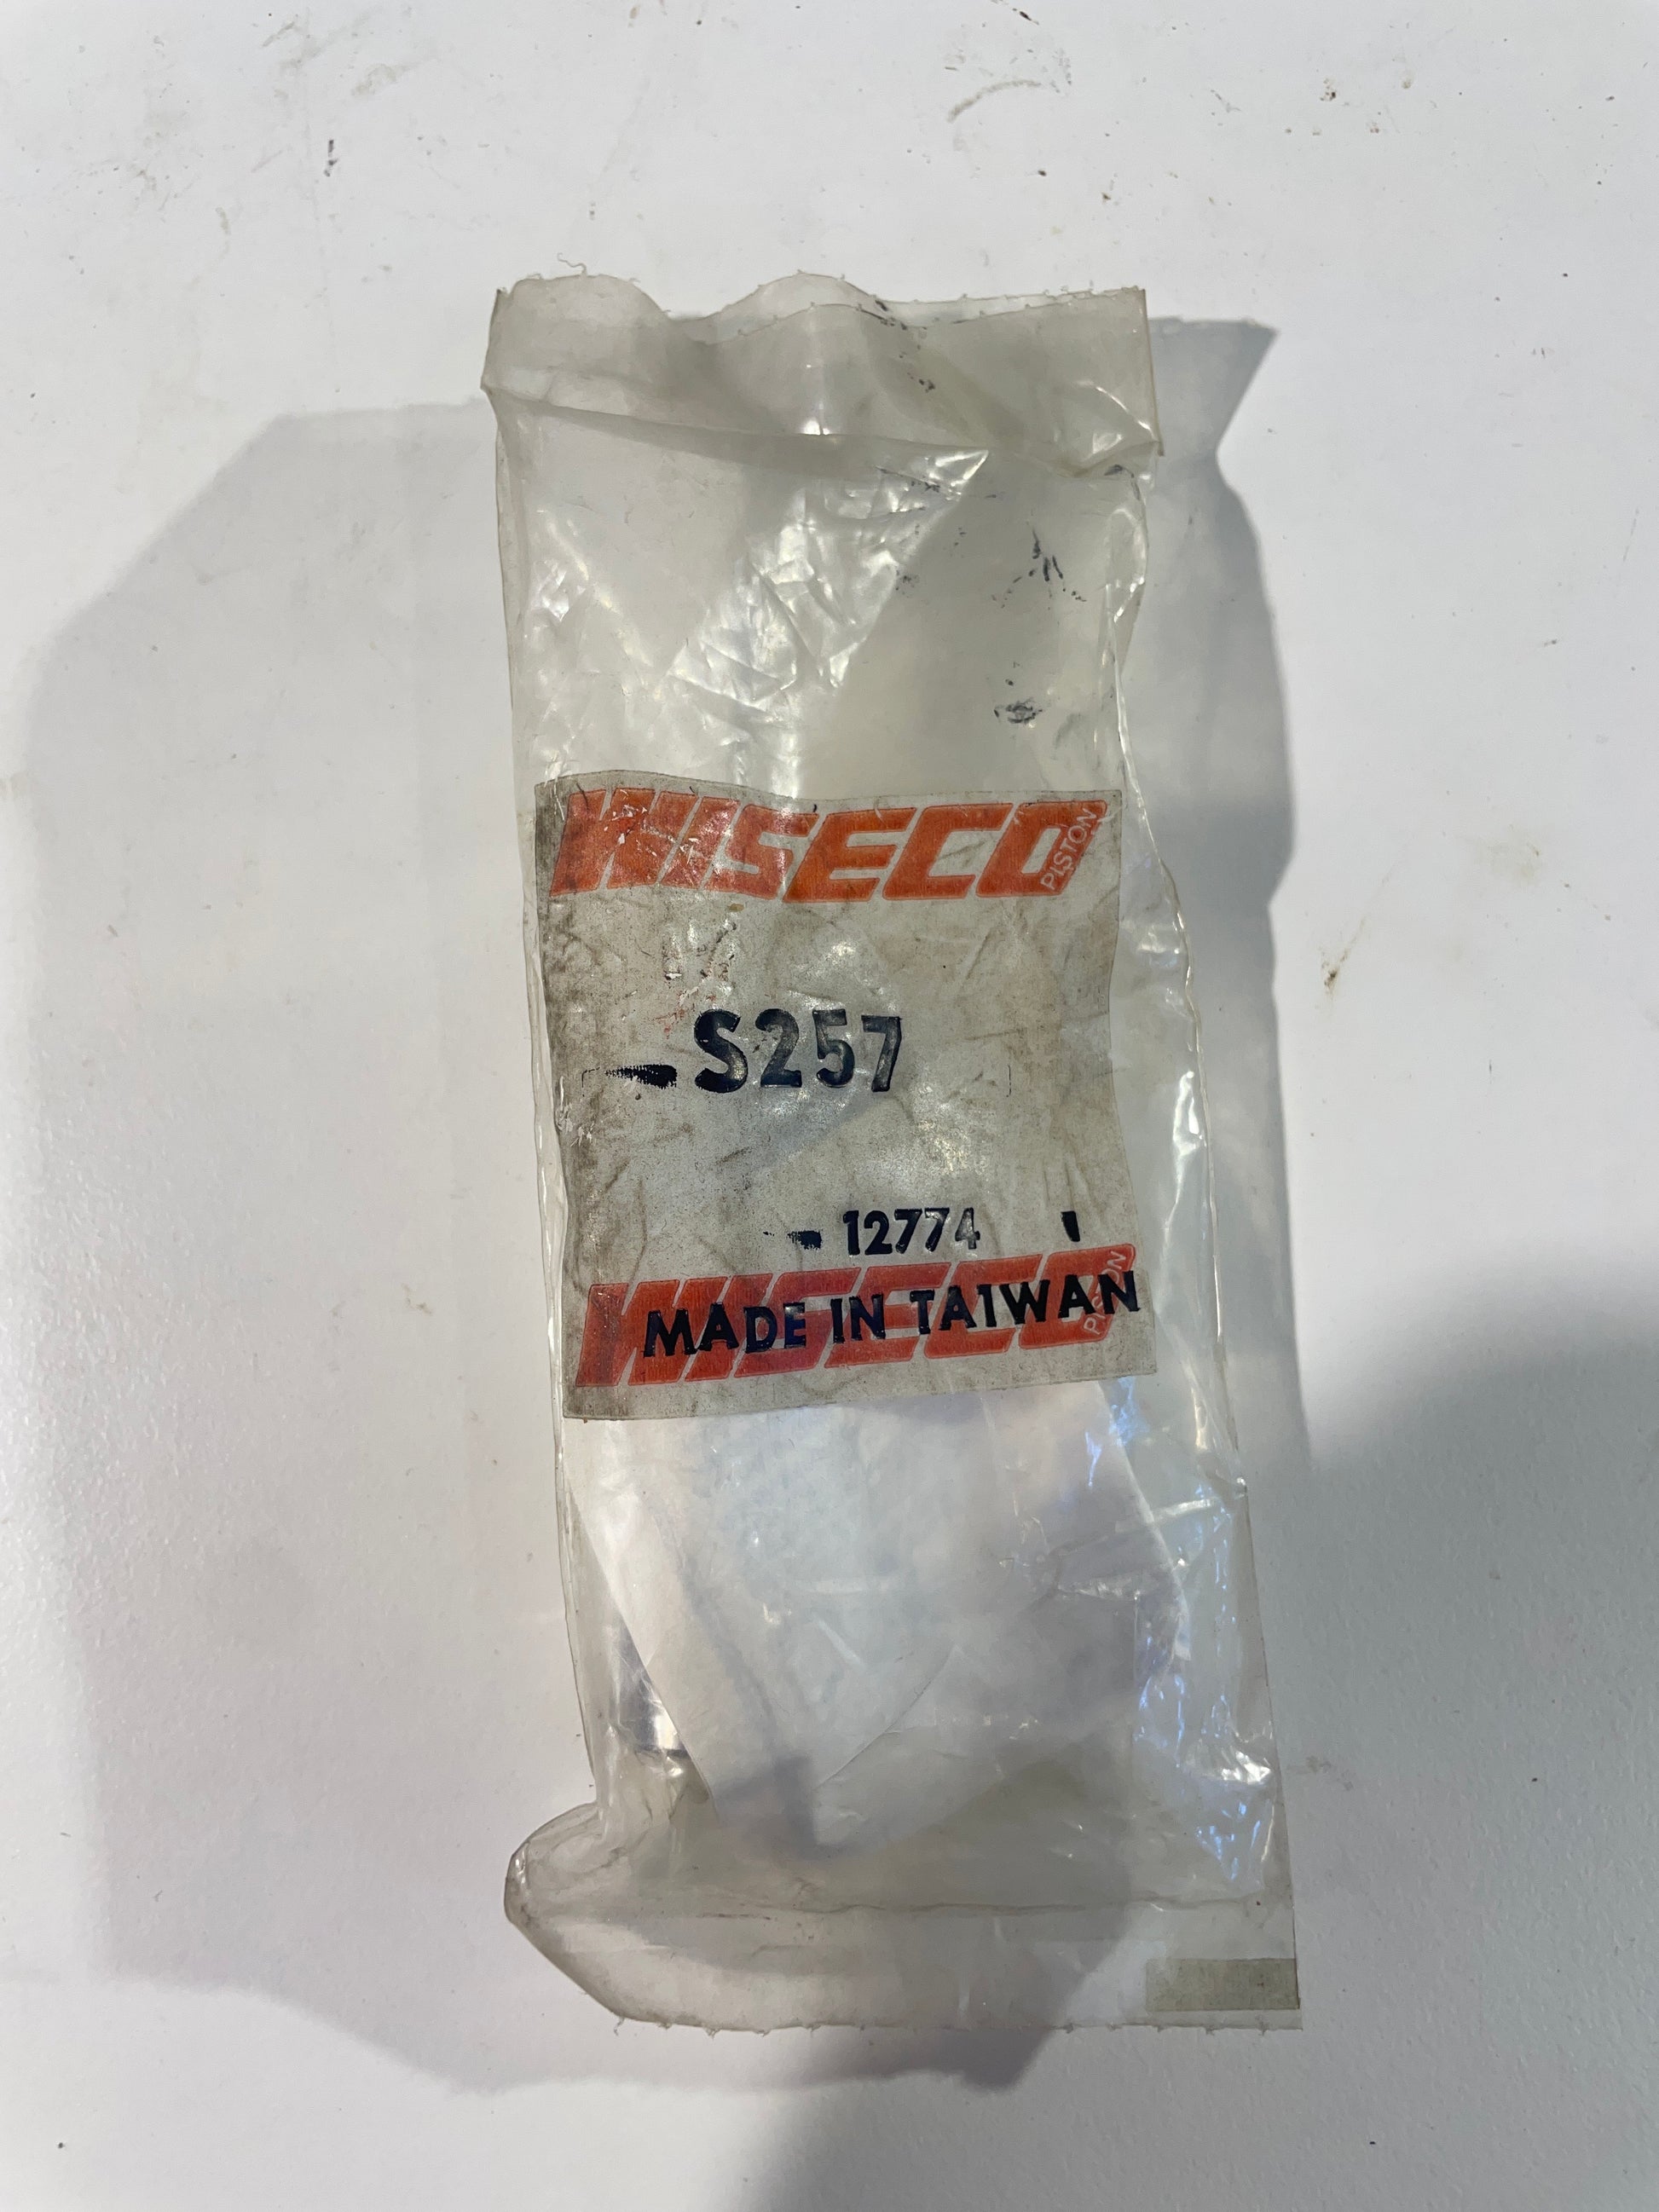 WISECO PISTON
S257
12774
WISECO PISTON
MADE IN TAIWAN